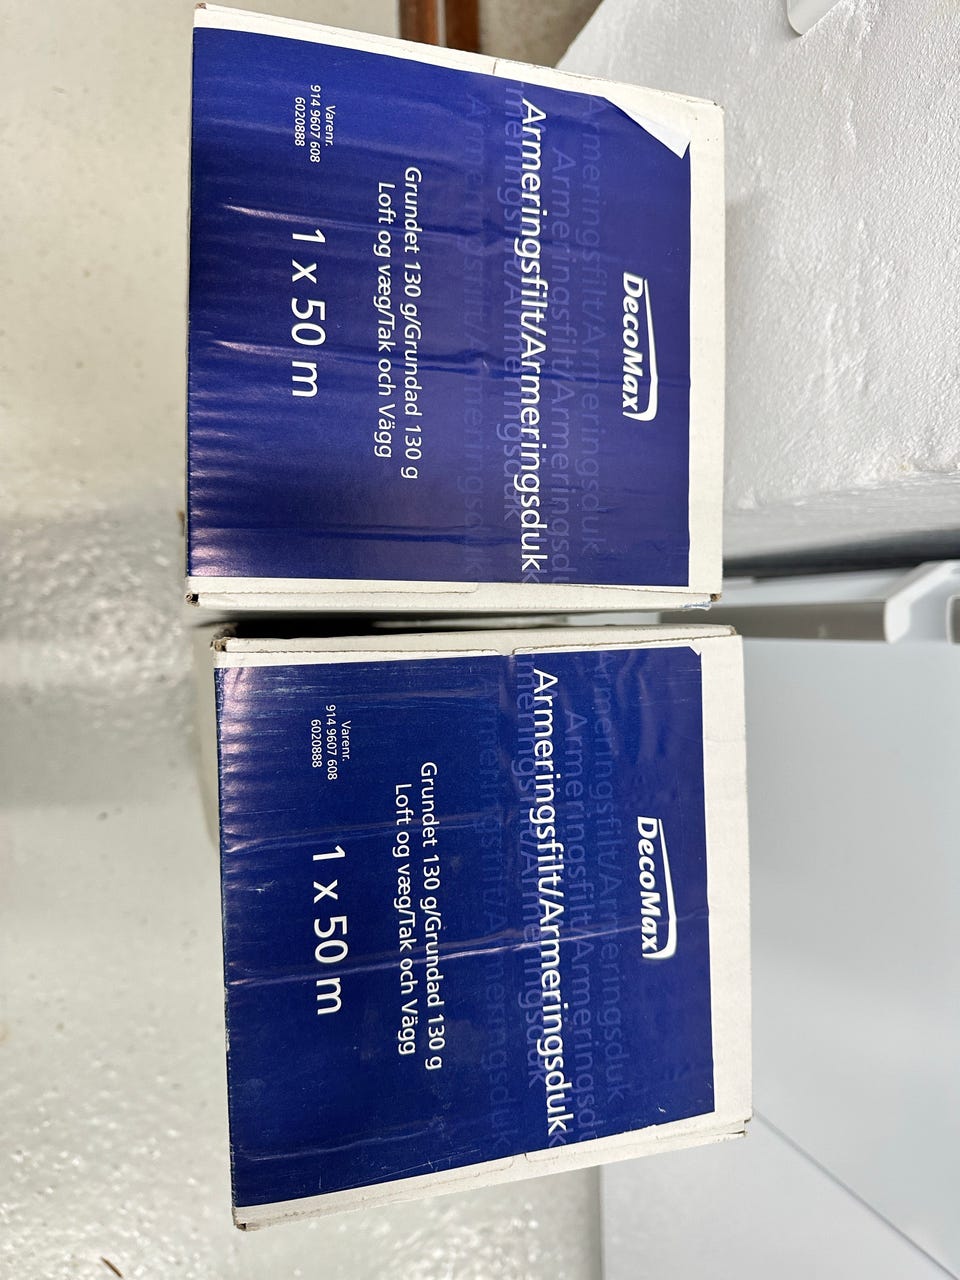 DecoMax
Armeringsfilt/Armeringsduk
Grundet 130 g/Grundad 130 g
Loft og væg/Tak och Vägg
1 x 50 m
Varenr.
914 9607 608
6020888
DecoMax
Armeringsfilt/Armeringsduk
Grundet 130 g/Grundad 130 g
Loft og væg/Tak och Vägg
1 x 50 m
Varenr.
914 9607 608
6020888